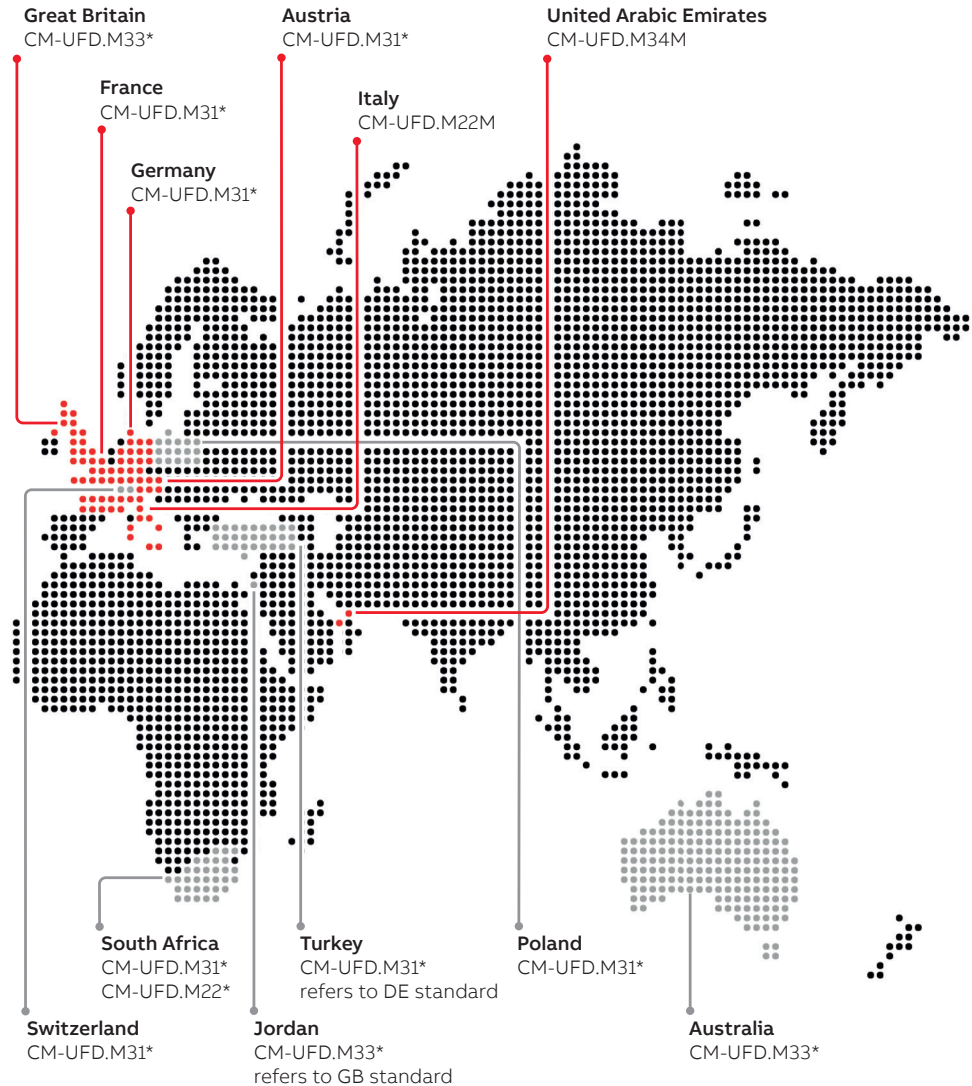 Great Britain
CM-UFD.M33*
Austria
CM-UFD.M31*
United Arabic Emirates
CM-UFD.M34M
France
CM-UFD.M31*
Italy
CM-UFD.M22M
Germany
CM-UFD.M31*
South Africa
CM-UFD.M31*
CM-UFD.M22*
Turkey
CM-UFD.M31*
refers to DE standard
Poland
CM-UFD.M31*
Switzerland
CM-UFD.M31*
Jordan
CM-UFD.M33*
refers to GB standard
Australia
CM-UFD.M33*